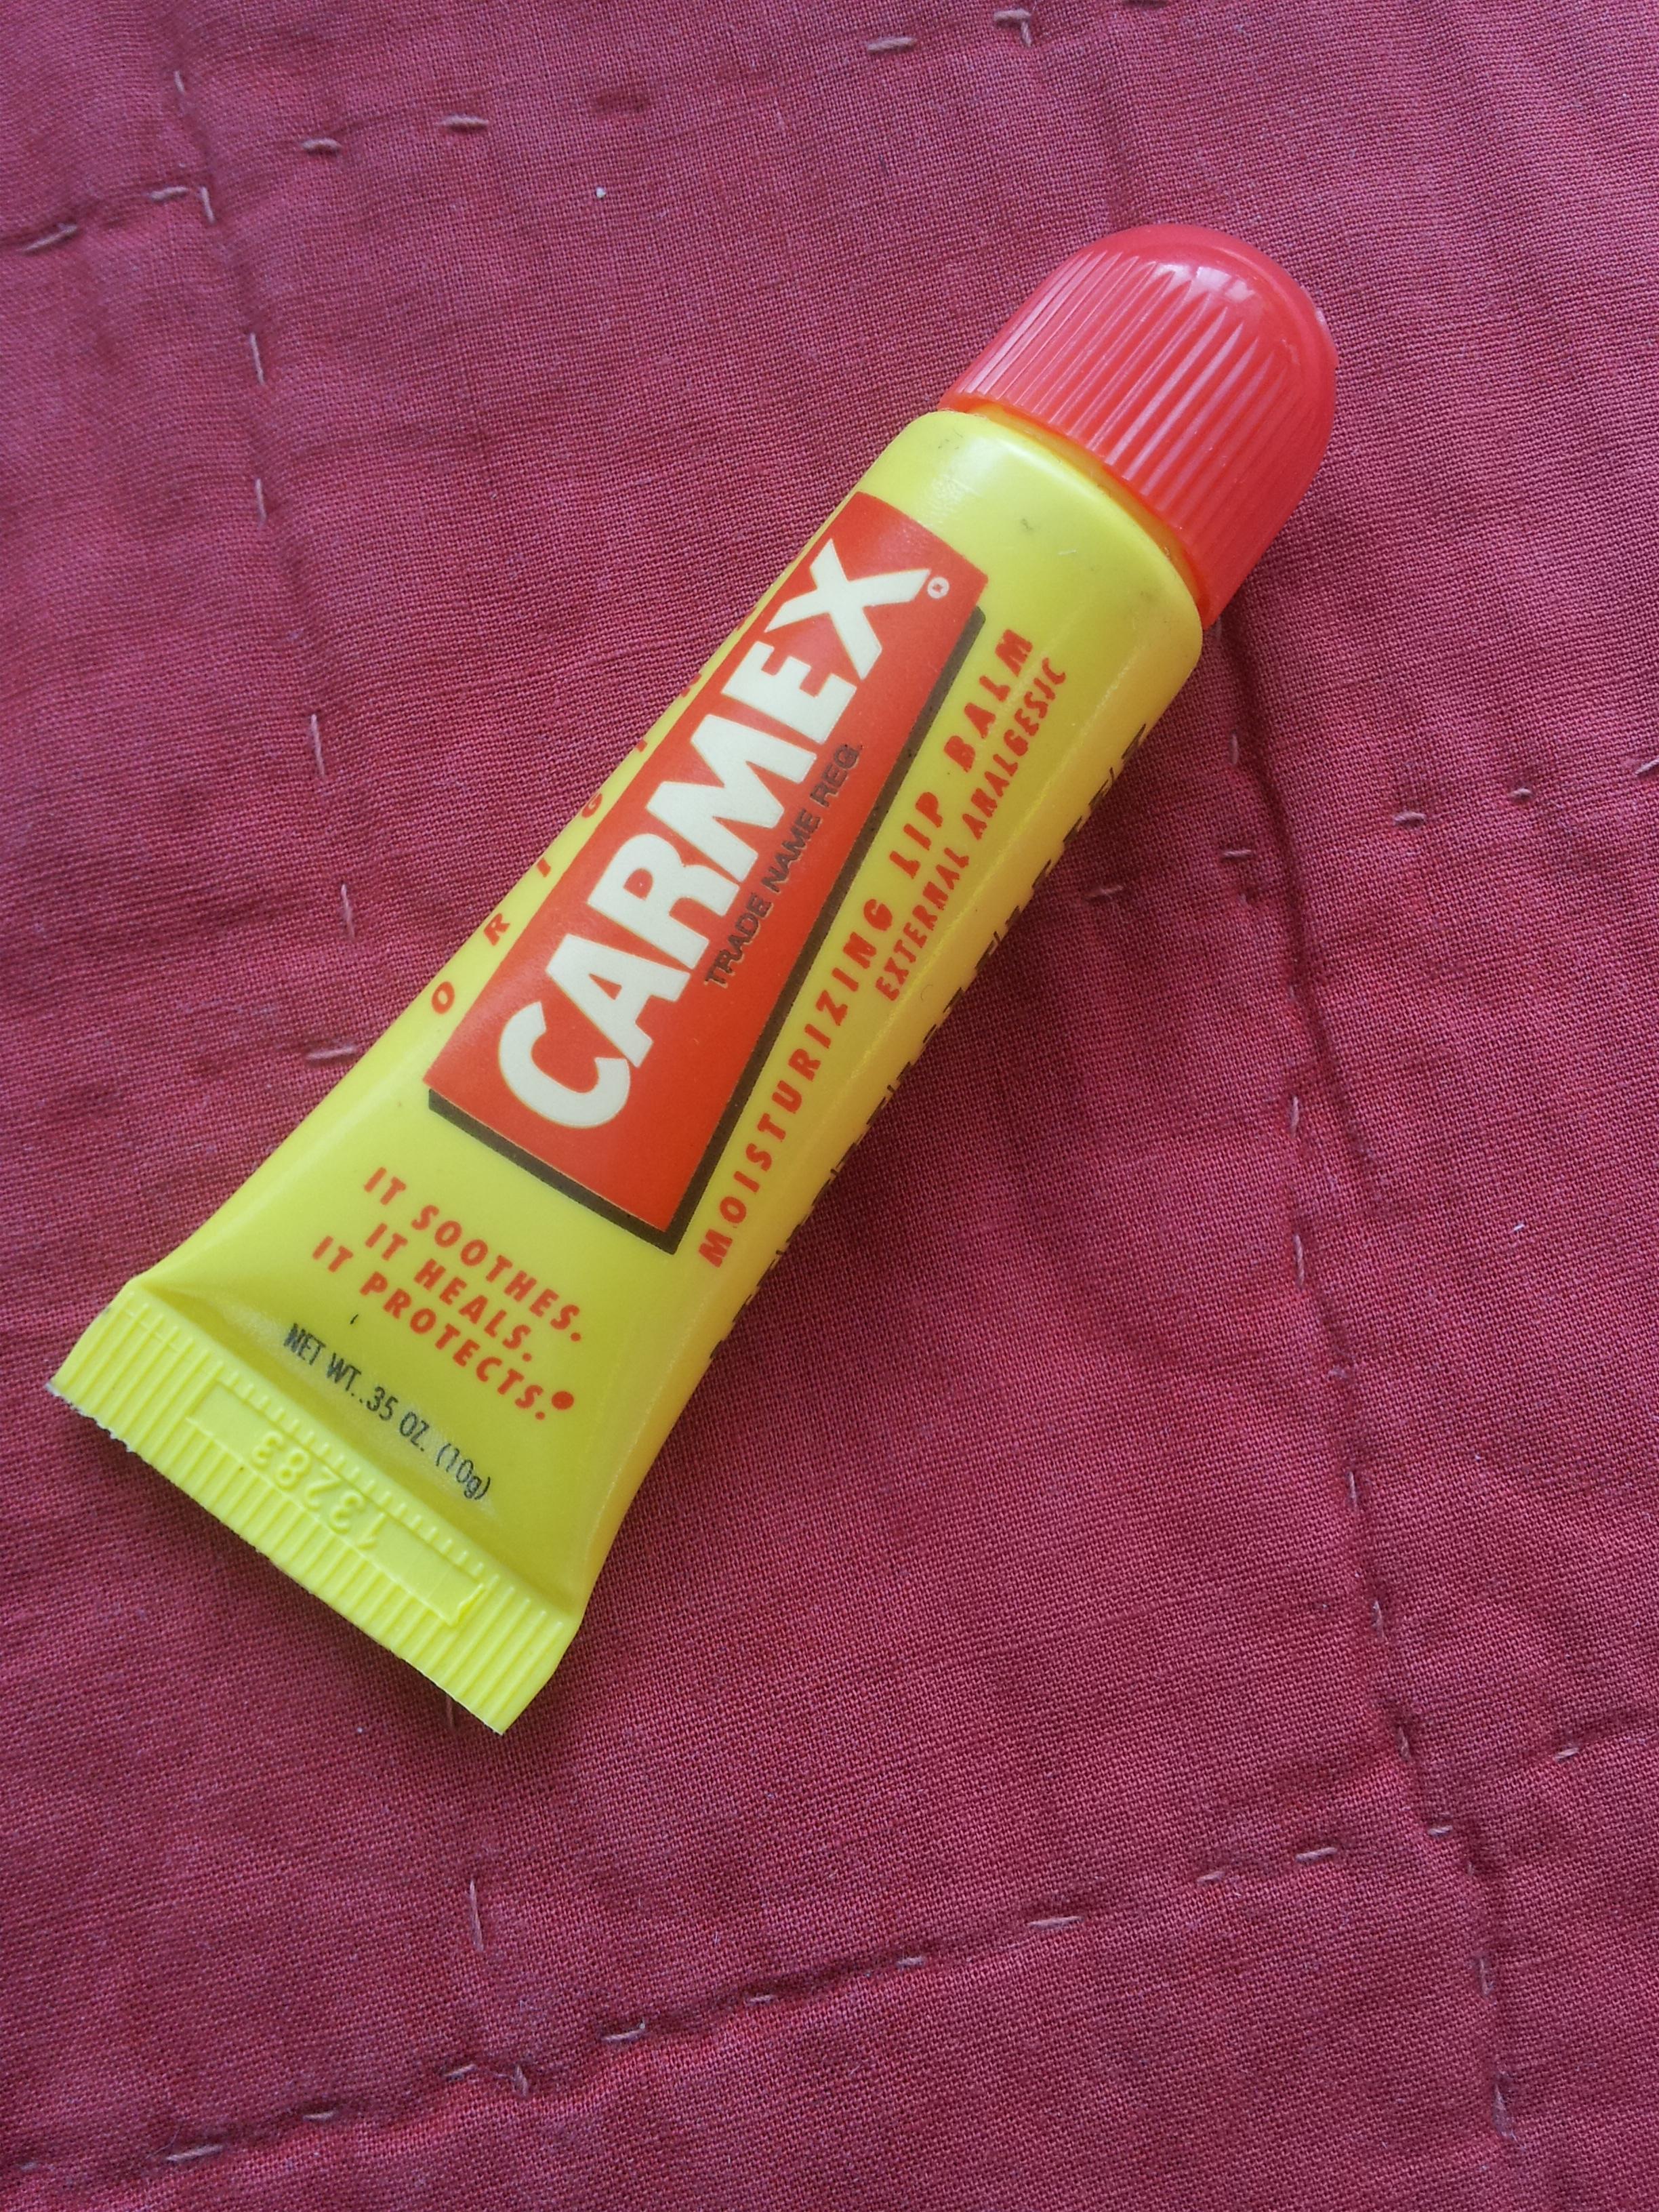 CARMEX®
TRADE NAME REG.
MOISTURIZING LIP BALM
EXTERNAL ANALGESIC
IT SOOTHES.
IT HEALS.
IT PROTECTS.®
NET WT. .35 OZ. (10g)
13283